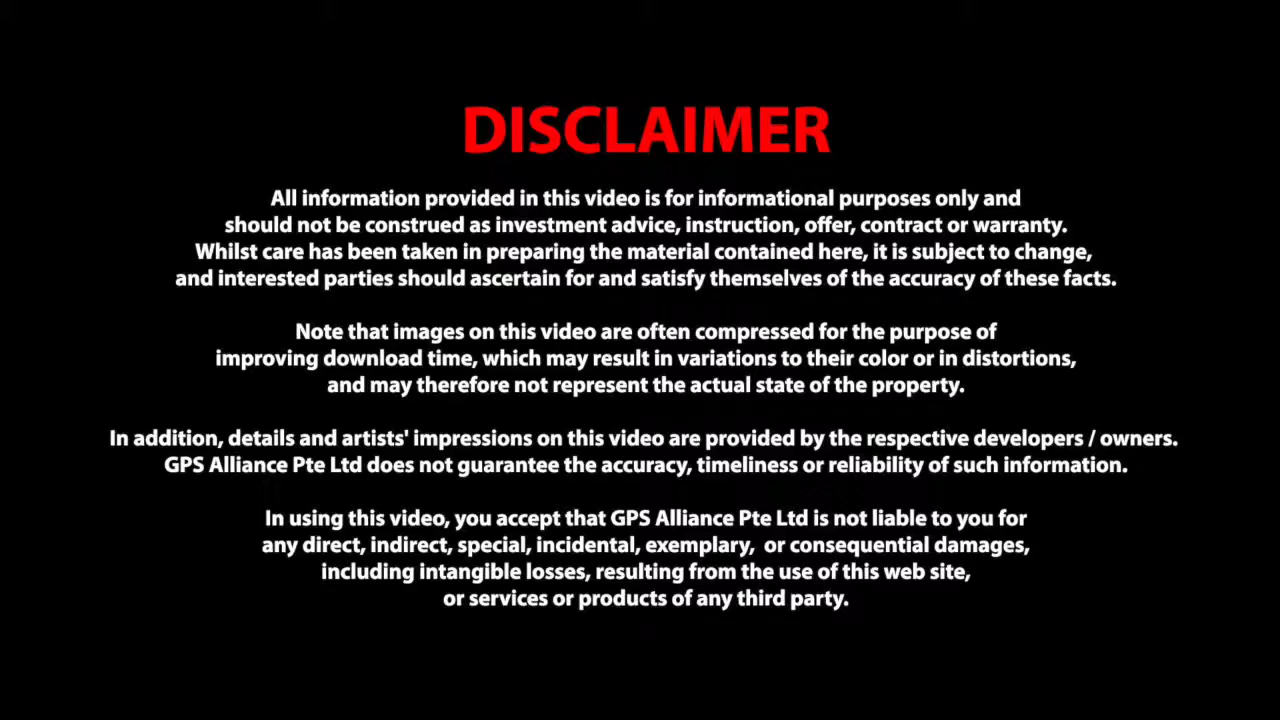 DISCLAIMER
All information provided in this video is for informational purposes only and
should not be construed as investment advice, instruction, offer, contract or warranty.
Whilst care has been taken in preparing the material contained here, it is subject to change,
and interested parties should ascertain for and satisfy themselves of the accuracy of these facts.
Note that images on this video are often compressed for the purpose of
improving download time, which may result in variations to their color or in distortions,
and may therefore not represent the actual state of the property.
In addition, details and artists' impressions on this video are provided by the respective developers / owners.
GPS Alliance Pte Ltd does not guarantee the accuracy, timeliness or reliability of such information.
In using this video, you accept that GPS Alliance Pte Ltd is not liable to you for
any direct, indirect, special, incidental, exemplary,  or consequential damages,
including intangible losses, resulting from the use of this web site,
or services or products of any third party.